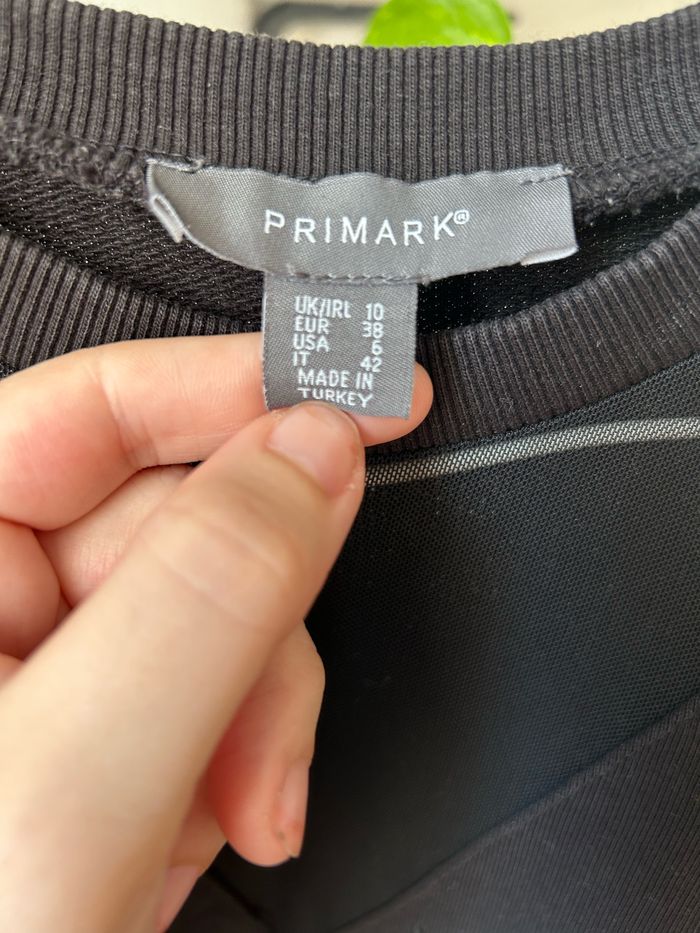 PRIMARK®
UK/IRL 10
EUR 38
USA 6
IT 42
MADE IN
TURKEY